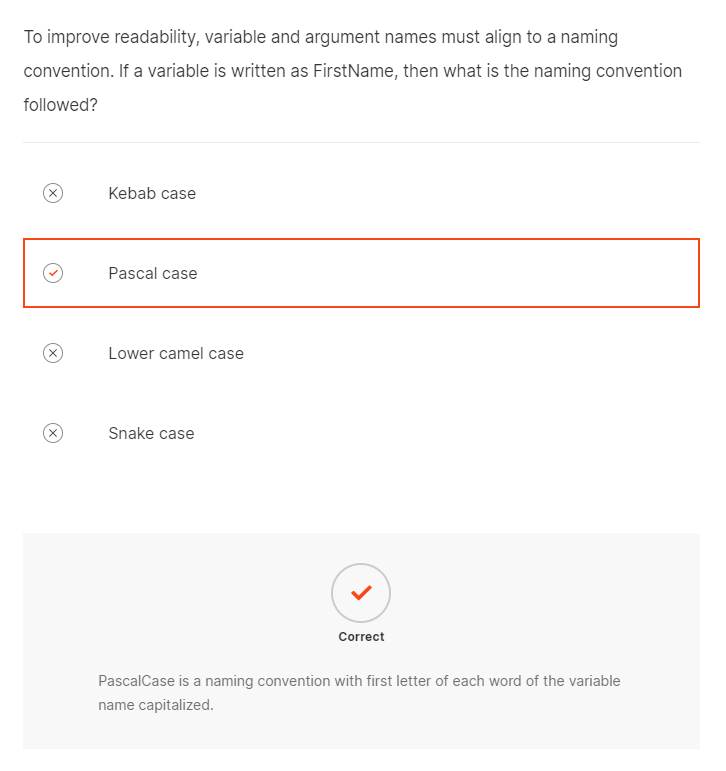 To improve readability, variable and argument names must align to a naming
convention. If a variable is written as FirstName, then what is the naming convention
followed?
Kebab case
Pascal case
Lower camel case
Snake case
Correct
PascalCase is a naming convention with first letter of each word of the variable
name capitalized.